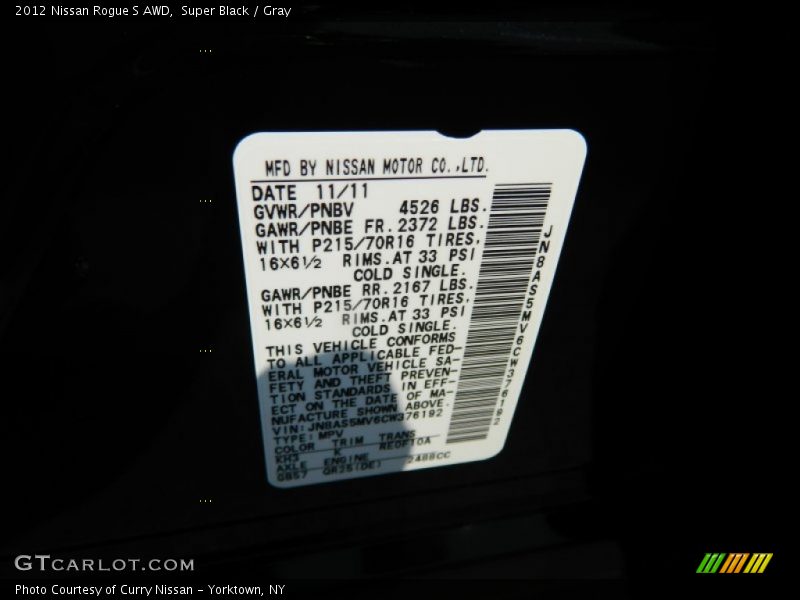 2012 Nissan Rogue S AWD, Super Black / Gray
MFD BY NISSAN MOTOR CO.,LTD.
DATE 11/11
GVWR/PNBV 4526 LBS.
GAWR/PNBE FR. 2372 LBS.
WITH P215/70R16 TIRES,
16×6½ RIMS.AT 33 PSI
COLD SINGLE.
GAWR/PNBE RR. 2167 LBS.
WITH P215/70R16 TIRES,
16×6½ RIMS.AT 33 PSI
COLD SINGLE.
THIS VEHICLE CONFORMS
TO ALL APPLICABLE FED-
ERAL MOTOR VEHICLE SA-
FETY AND THEFT PREVEN-
TION STANDARDS IN EFF-
ECT ON THE DATE OF MA-
NUFACTURE SHOWN ABOVE.
VIN:JN8AS5MV6CW376192
TYPE:MPV
COLOR TRIM TRANS
KH3 K RE0F10A
AXLE ENGINE
GB57 QR25(DE) 2488CC
JN8AS5MV6CW376192
GTCARLOT.COM
Photo Courtesy of Curry Nissan - Yorktown, NY